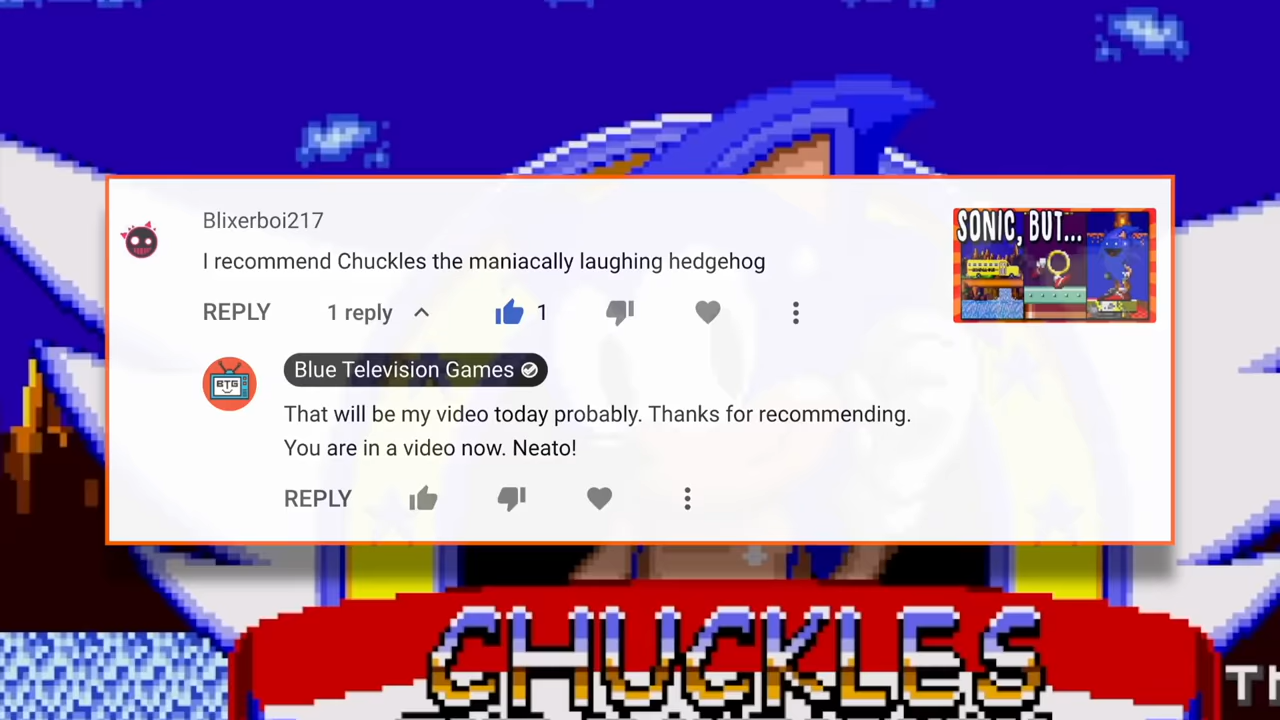 Blixerboi217
I recommend Chuckles the maniacally laughing hedgehog
REPLY 1 reply 1
SONIC, BUT...
BTG
Blue Television Games
That will be my video today probably. Thanks for recommending.
You are in a video now. Neato!
REPLY
CHUCKLES